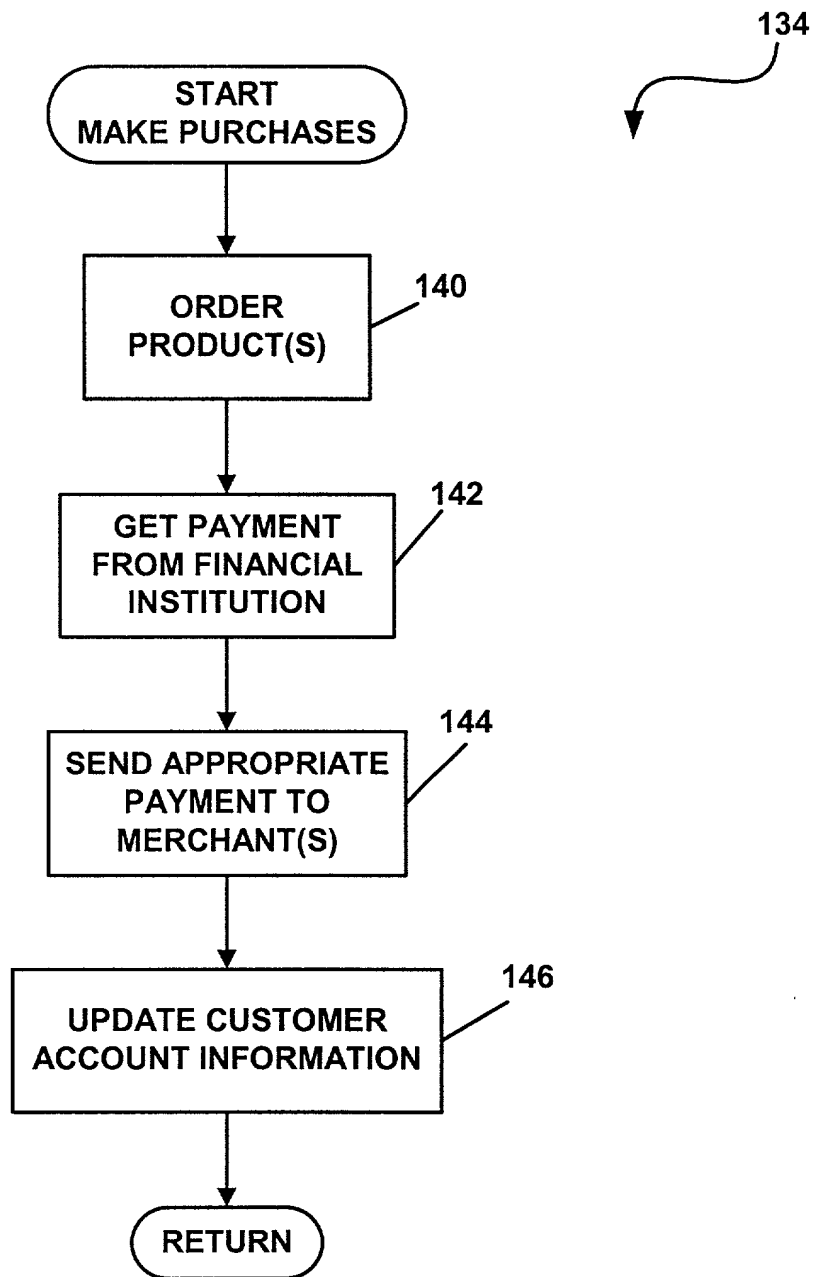 134
START
MAKE PURCHASES
140
ORDER
PRODUCT(S)
142
GET PAYMENT
FROM FINANCIAL
INSTITUTION
144
SEND APPROPRIATE
PAYMENT TO
MERCHANT(S)
146
UPDATE CUSTOMER
ACCOUNT INFORMATION
RETURN